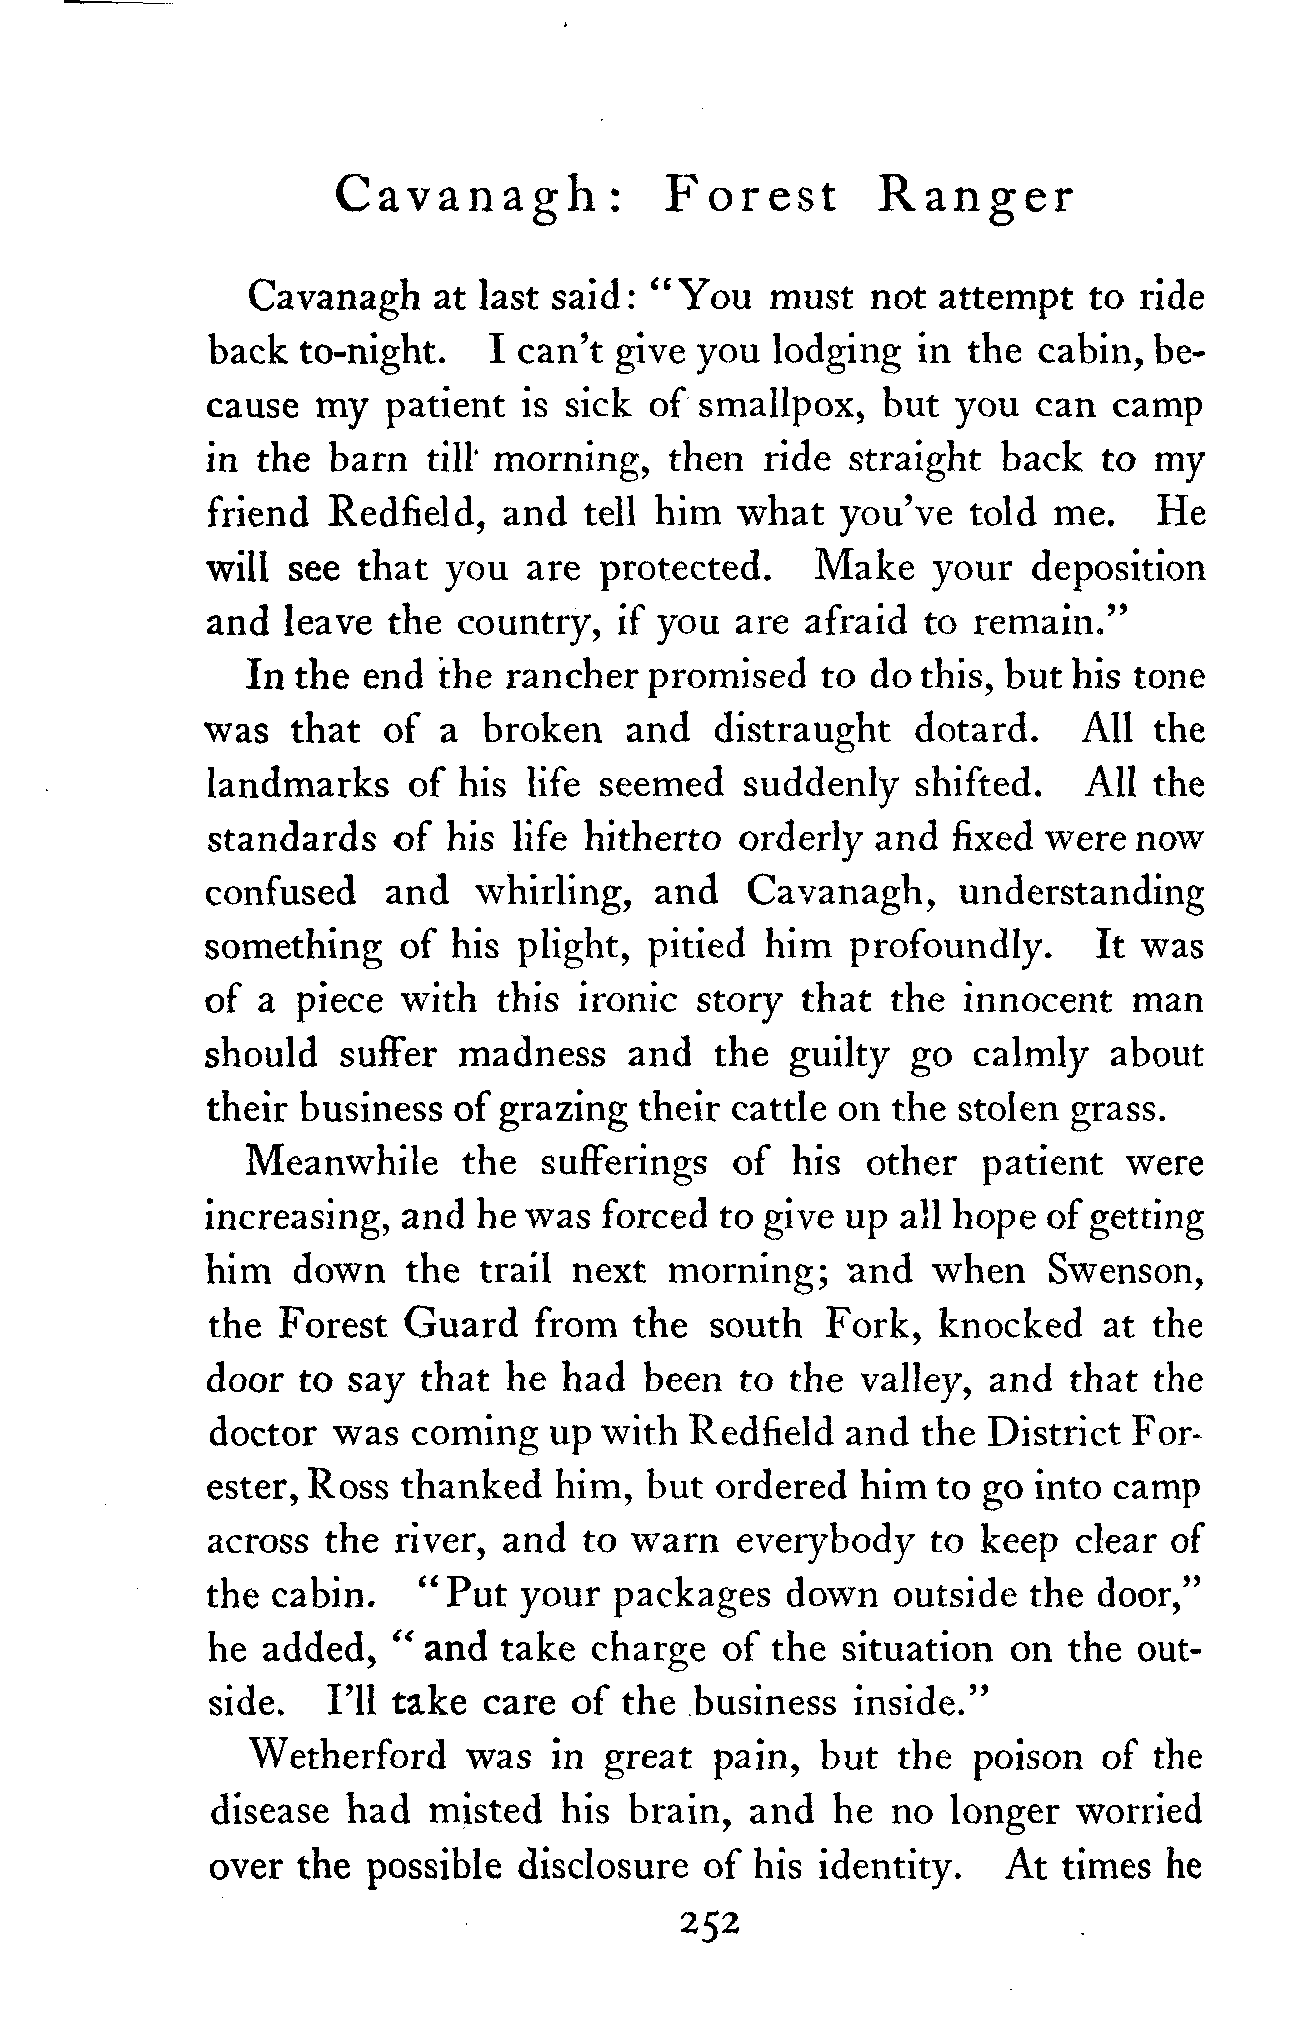 Cavanagh: Forest Ranger
Cavanagh at last said: "You must not attempt to ride
back to-night. I can't give you lodging in the cabin, be-
cause my patient is sick of smallpox, but you can camp
in the barn till morning, then ride straight back to my
friend Redfield, and tell him what you've told me. He
will see that you are protected. Make your deposition
and leave the country, if you are afraid to remain."
In the end the rancher promised to do this, but his tone
was that of a broken and distraught dotard. All the
landmarks of his life seemed suddenly shifted. All the
standards of his life hitherto orderly and fixed were now
confused and whirling, and Cavanagh, understanding
something of his plight, pitied him profoundly. It was
of a piece with this ironic story that the innocent man
should suffer madness and the guilty go calmly about
their business of grazing their cattle on the stolen grass.
Meanwhile the sufferings of his other patient were
increasing, and he was forced to give up all hope of getting
him down the trail next morning; and when Swenson,
the Forest Guard from the south Fork, knocked at the
door to say that he had been to the valley, and that the
doctor was coming up with Redfield and the District For-
ester, Ross thanked him, but ordered him to go into camp
across the river, and to warn everybody to keep clear of
the cabin. "Put your packages down outside the door,"
he added, "and take charge of the situation on the out-
side. I'll take care of the business inside."
Wetherford was in great pain, but the poison of the
disease had misted his brain, and he no longer worried
over the possible disclosure of his identity. At times he
252